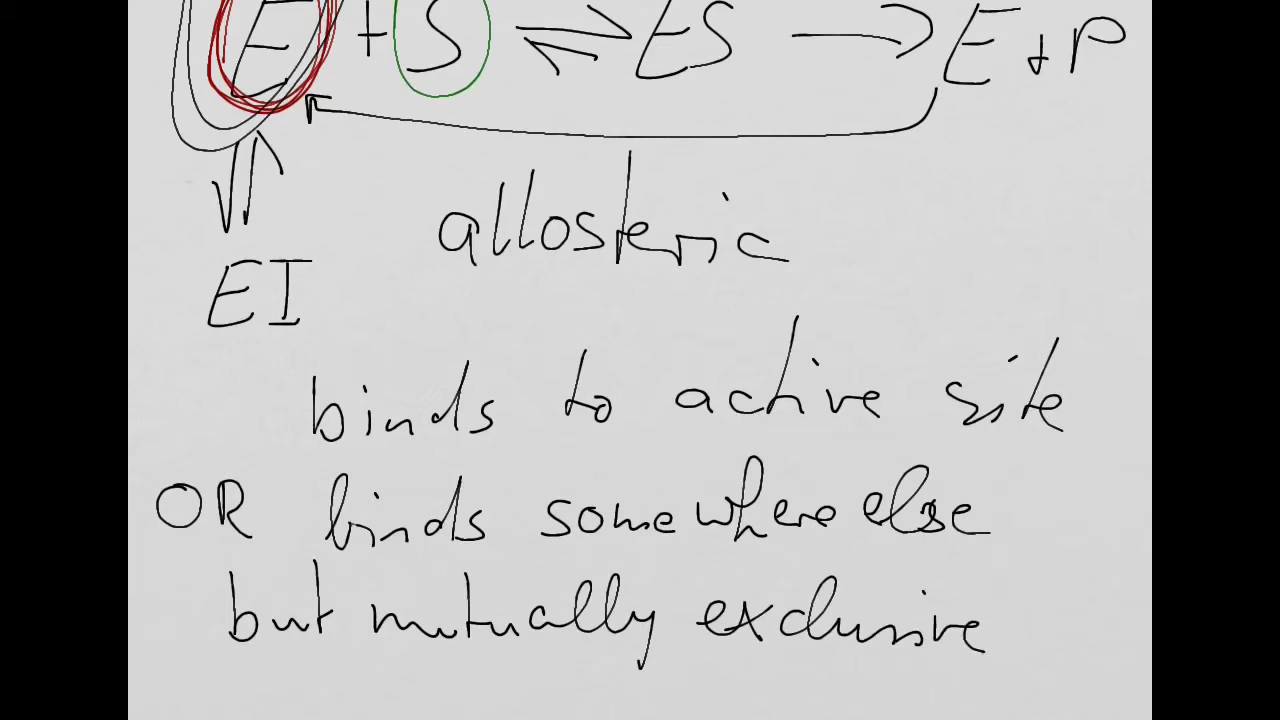 E + S ⇌ ES → E + P
allosteric
EI
binds to active site
OR binds somewhere else
but mutually exclusive